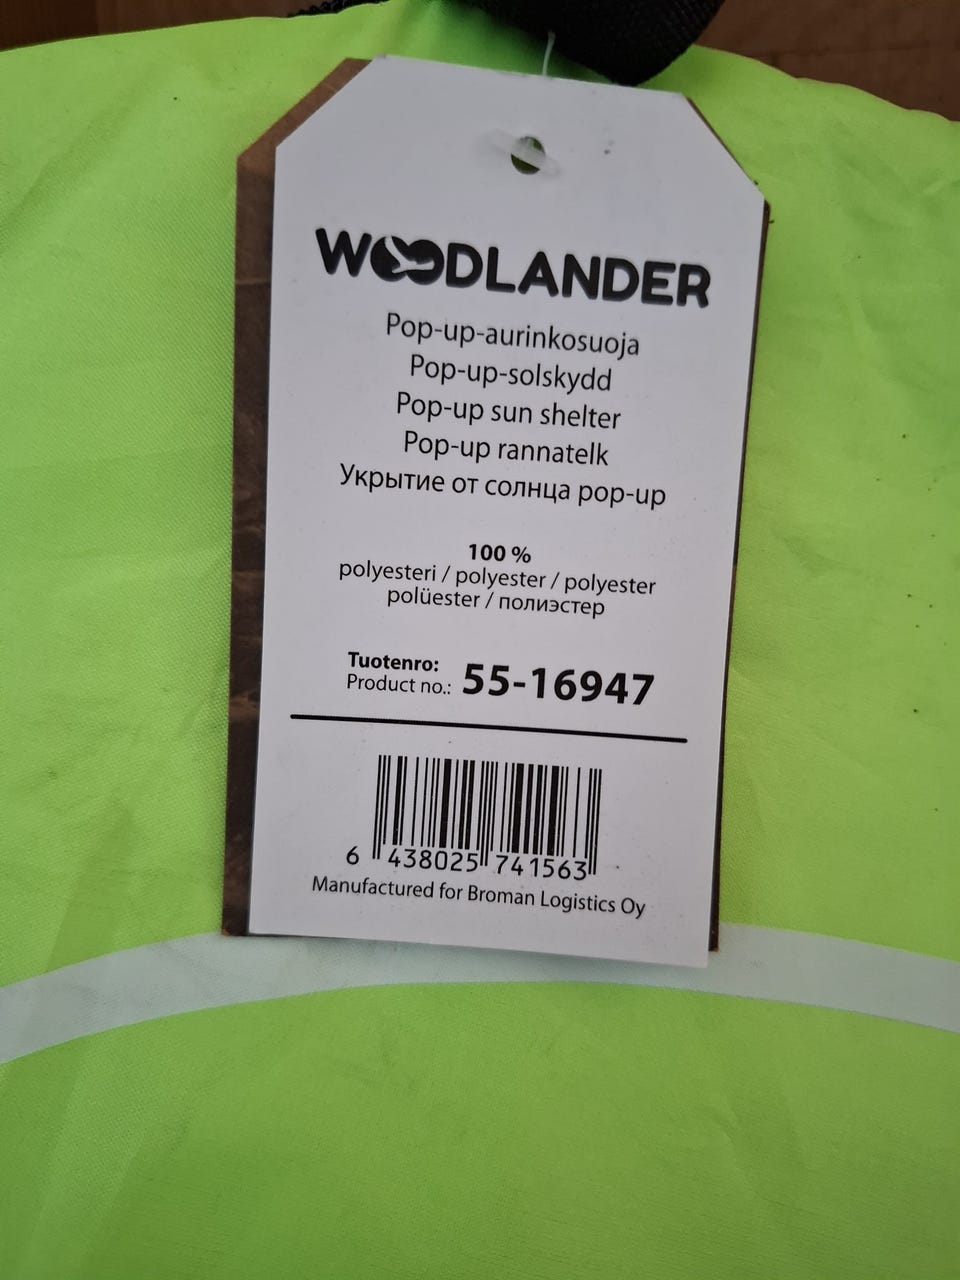 WOODLANDER
Pop-up-aurinkosuoja
Pop-up-solskydd
Pop-up sun shelter
Pop-up rannatelk
Укрытие от солнца pop-up
100 %
polyesteri / polyester / polyester
polüester / полиэстер
Tuotenro:
Product no.: 55-16947
6 438025 741563
Manufactured for Broman Logistics Oy